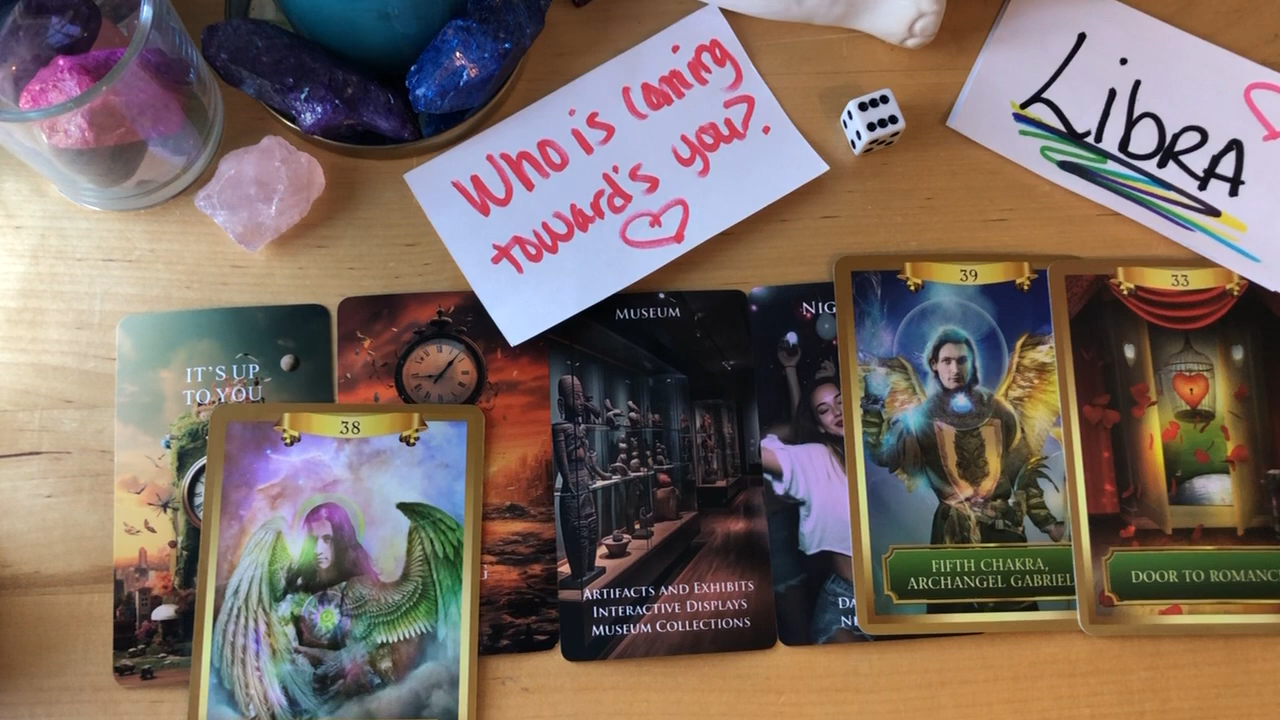 Who is coming
toward's you?.
LIBRA
IT'S UP
TO YOU
38
MUSEUM
ARTIFACTS AND EXHIBITS
INTERACTIVE DISPLAYS
MUSEUM COLLECTIONS
39
FIFTH CHAKRA,
ARCHANGEL GABRIEL
33
DOOR TO ROMANC